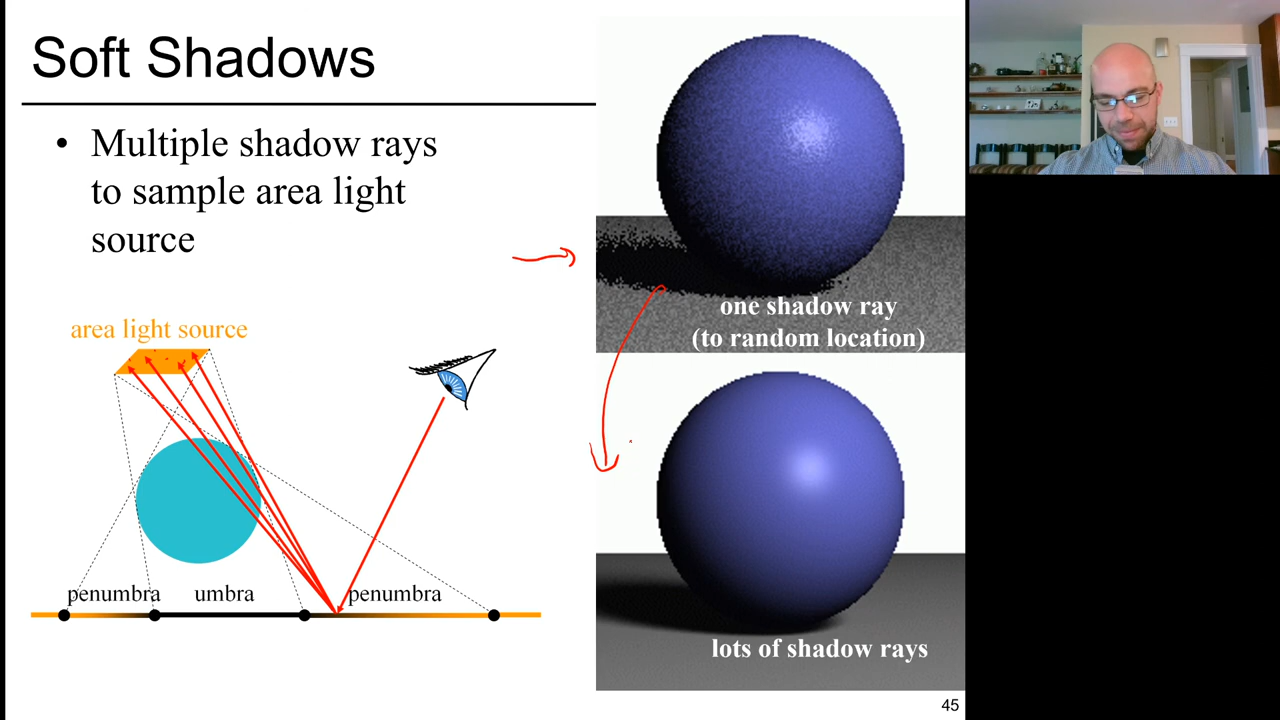 Soft Shadows
• Multiple shadow rays
to sample area light
source
area light source
penumbra
umbra
penumbra
one shadow ray
(to random location)
lots of shadow rays
45